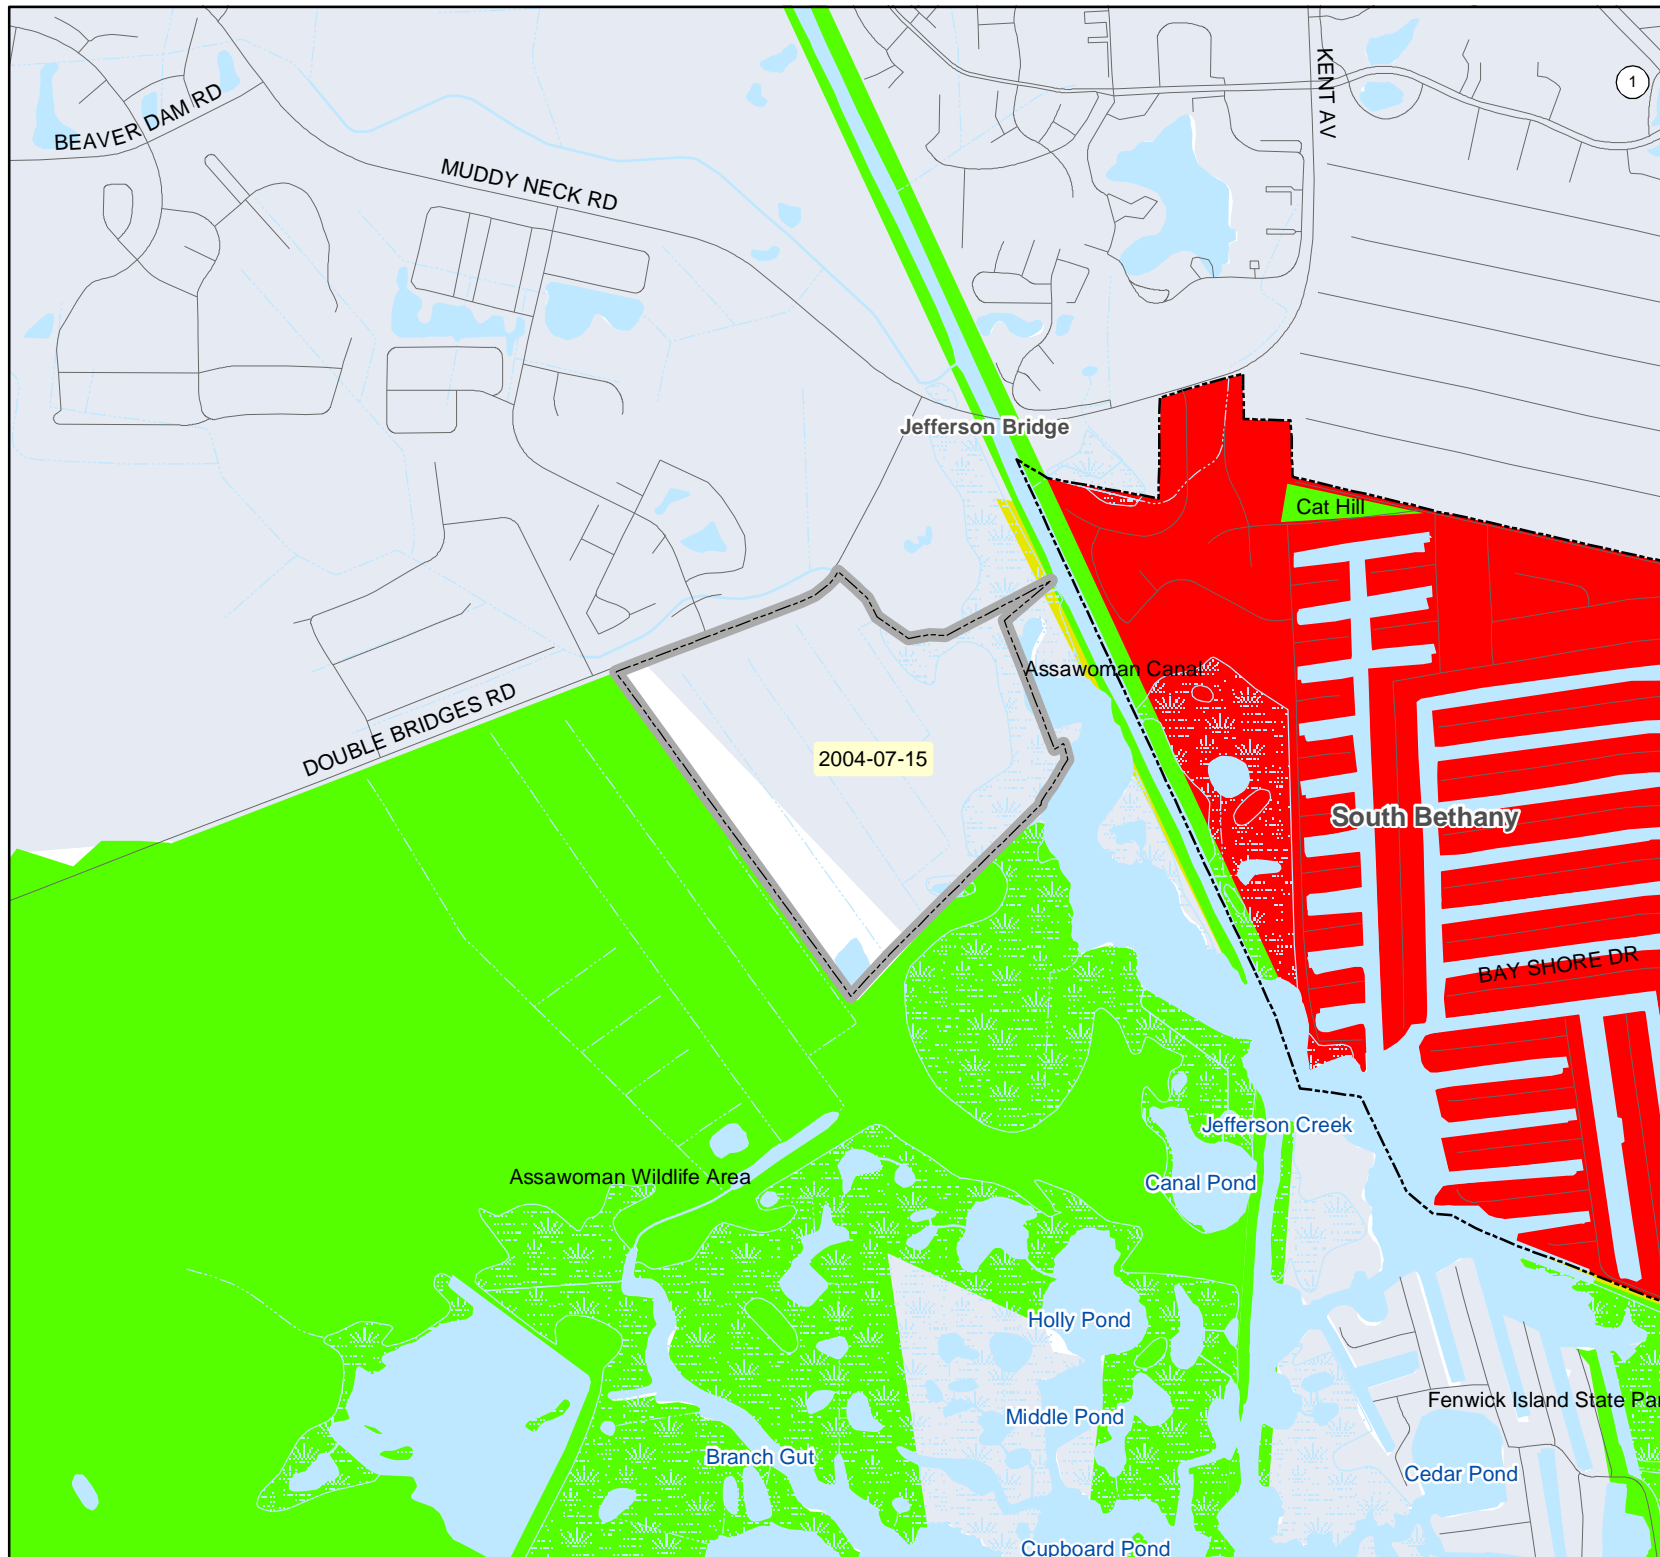 KENT AV
1
BEAVER DAM RD
MUDDY NECK RD
Jefferson Bridge
Cat Hill
Assawoman Canal
DOUBLE BRIDGES RD
2004-07-15
South Bethany
BAY SHORE DR
Jefferson Creek
Assawoman Wildlife Area
Canal Pond
Holly Pond
Fenwick Island State Par
Middle Pond
Branch Gut
Cedar Pond
Cupboard Pond